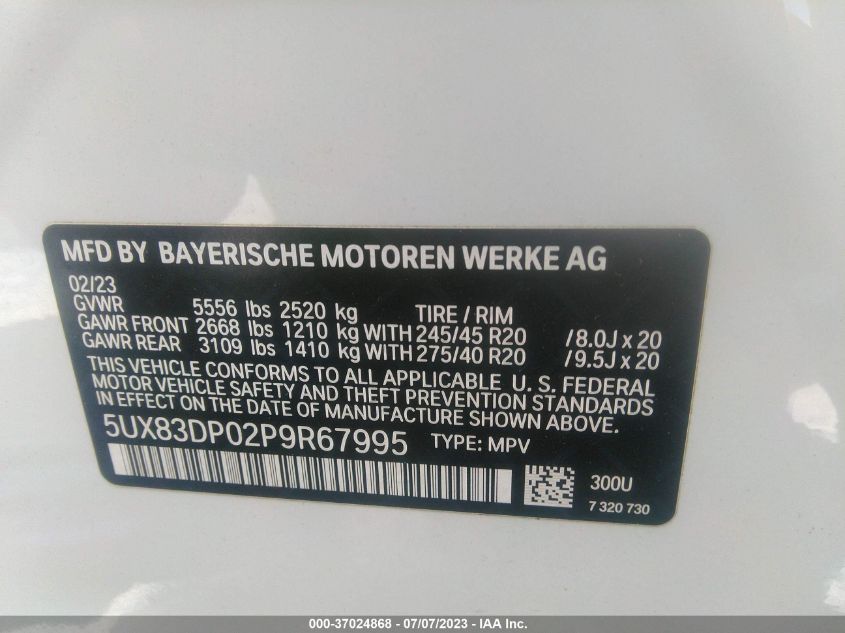 MFD BY BAYERISCHE MOTOREN WERKE AG
02/23
GVWR 5556 lbs 2520 kg TIRE / RIM
GAWR FRONT 2668 lbs 1210 kg WITH 245/45 R20 /8.0J x 20
GAWR REAR 3109 lbs 1410 kg WITH 275/40 R20 /9.5J x 20
THIS VEHICLE CONFORMS TO ALL APPLICABLE U. S. FEDERAL
MOTOR VEHICLE SAFETY AND THEFT PREVENTION STANDARDS
IN EFFECT ON THE DATE OF MANUFACTURE SHOWN ABOVE.
5UX83DP02P9R67995 TYPE: MPV
300U
7 320 730
000-37024868 - 07/07/2023 - IAA Inc.